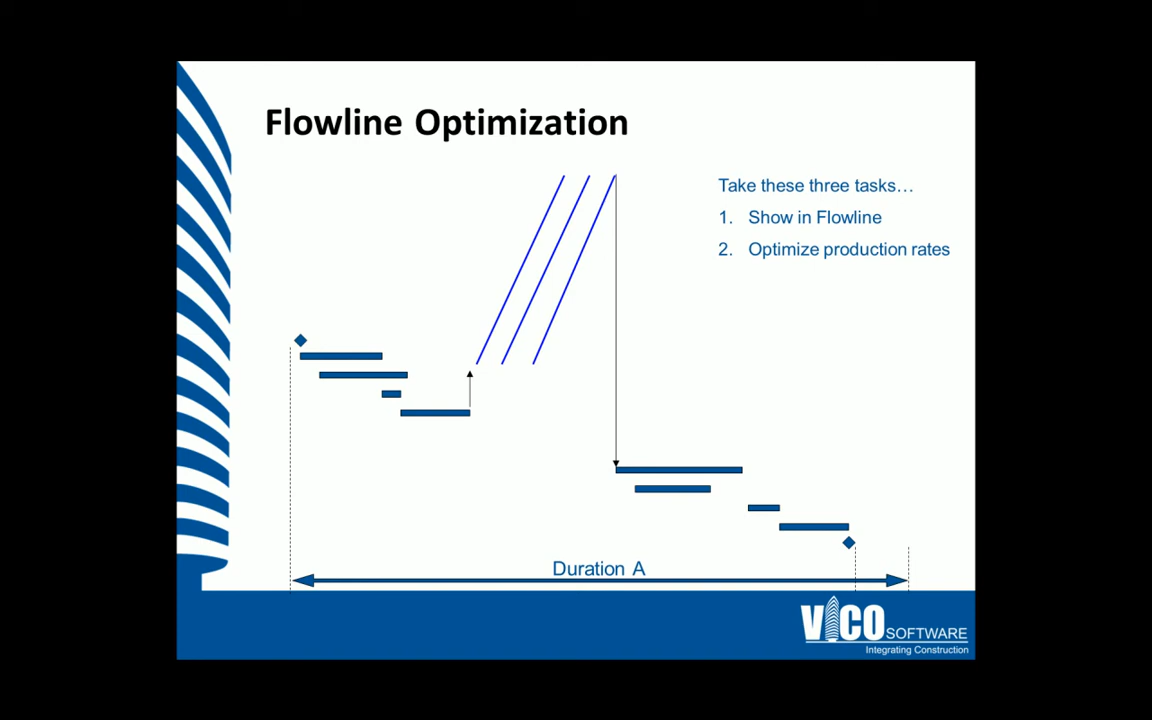 Flowline Optimization
Take these three tasks…
1. Show in Flowline
2. Optimize production rates
Duration A
VICO SOFTWARE
Integrating Construction